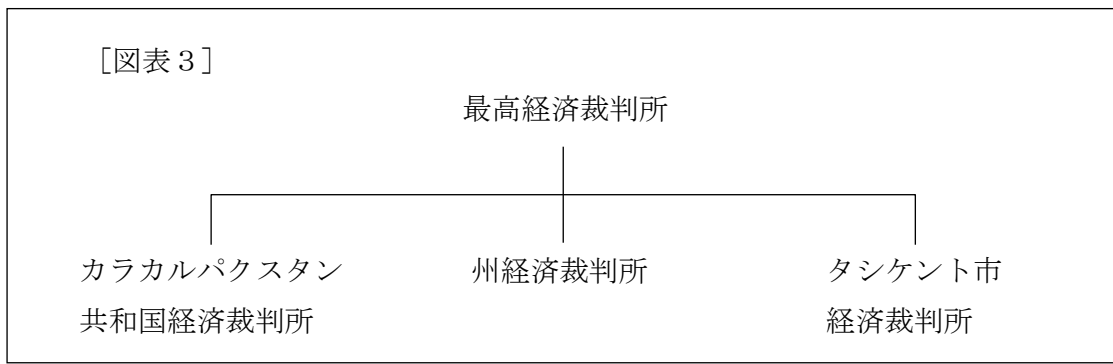 ［図表３］
最高経済裁判所
カラカルパクスタン
共和国経済裁判所
州経済裁判所
タシケント市
経済裁判所